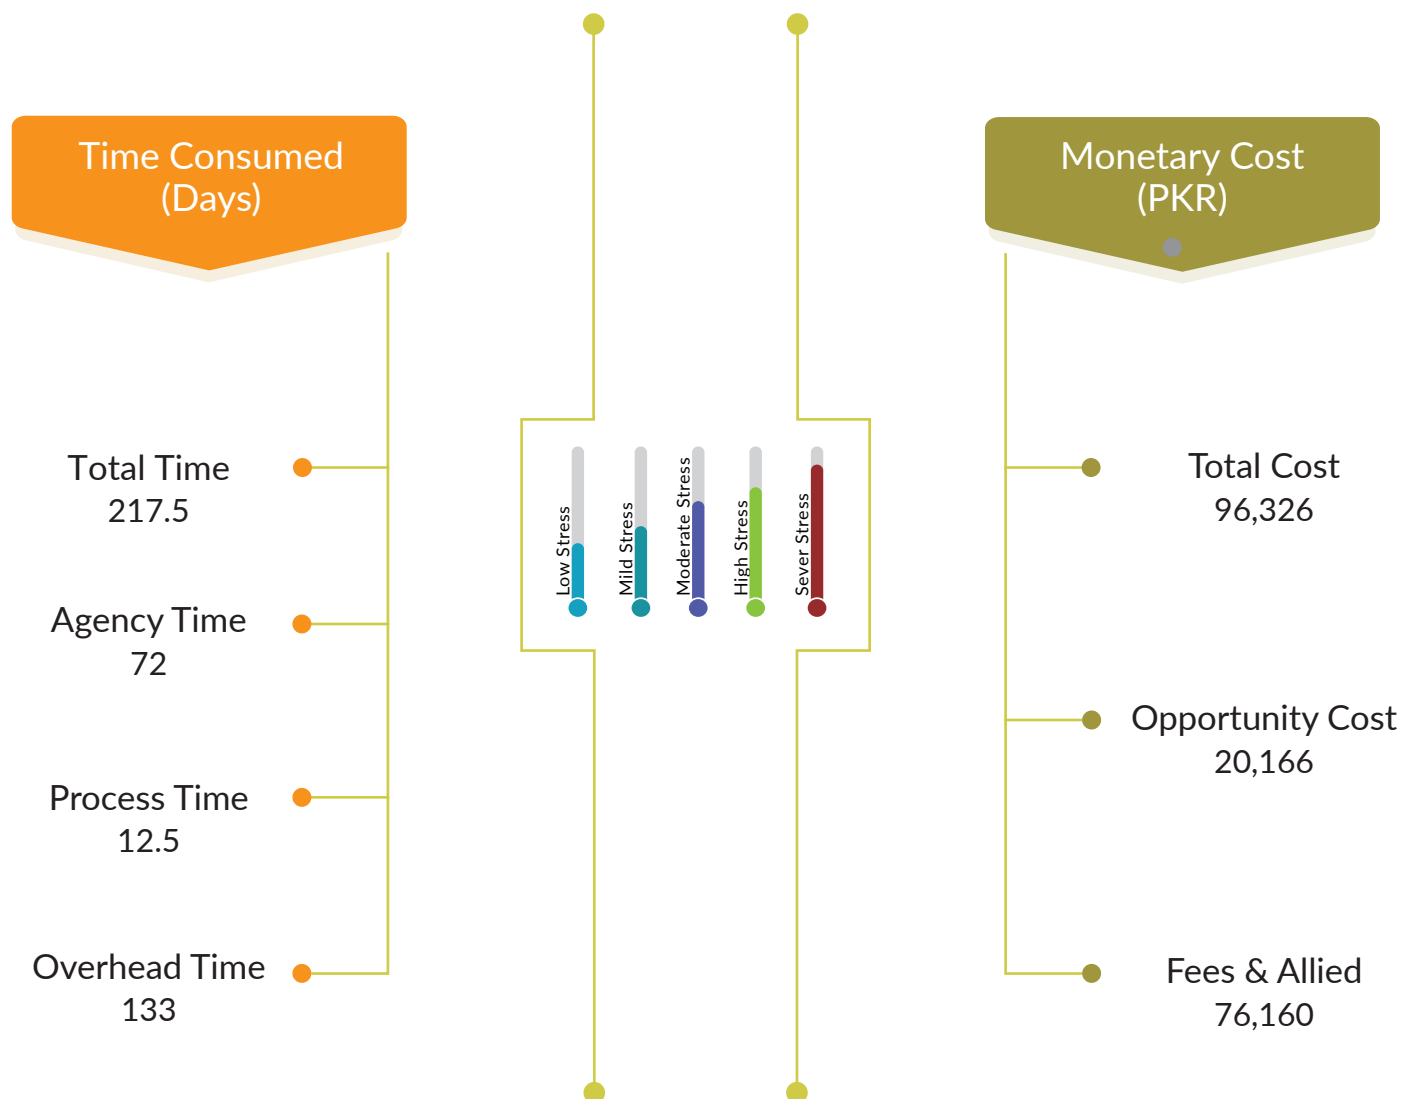 Time Consumed
(Days)
Total Time
217.5
Agency Time
72
Process Time
12.5
Overhead Time
133
Low Stress
Mild Stress
Moderate Stress
High Stress
Sever Stress
Monetary Cost
(PKR)
Total Cost
96,326
Opportunity Cost
20,166
Fees & Allied
76,160